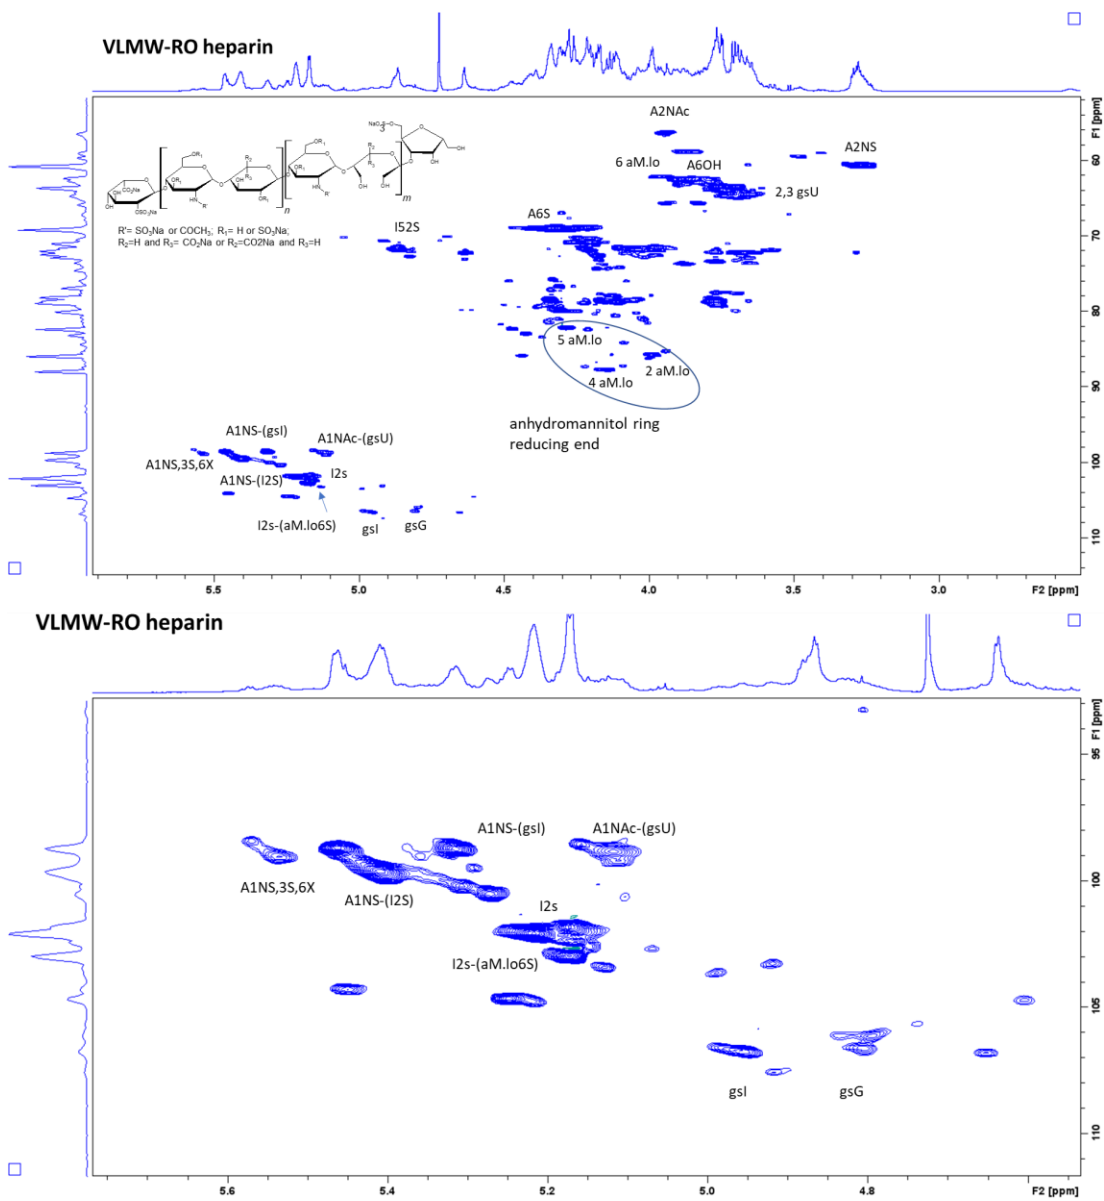 VLMW-RO heparin
F1 [ppm]
60
70
80
90
100
110
A2NAc
A2NS
6 aM.lo
A6OH
2,3 gsU
A6S
I52S
5 aM.lo
2 aM.lo
4 aM.lo
anhydromannitol ring
reducing end
R'= SO₃Na or COCH₃; R₁= H or SO₃Na;
R₂=H and R₃= CO₂Na or R₂=CO2Na and R₃=H
A1NS-(gsI)
A1NAc-(gsU)
A1NS,3S,6X
A1NS-(I2S)
I2s
I2s-(aM.lo6S)
gsI
gsG
5.5
5.0
4.5
4.0
3.5
3.0
F2 [ppm]
VLMW-RO heparin
F1 [ppm]
95
100
105
110
A1NS-(gsI)
A1NAc-(gsU)
A1NS,3S,6X
A1NS-(I2S)
I2s
I2s-(aM.lo6S)
gsI
gsG
5.6
5.4
5.2
5.0
4.8
F2 [ppm]